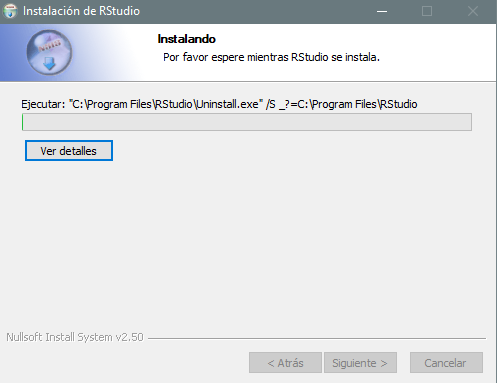 Instalación de RStudio
Instalando
Por favor espere mientras RStudio se instala.
Ejecutar: "C:\Program Files\RStudio\Uninstall.exe" /S _?=C:\Program Files\RStudio
Ver detalles
Nullsoft Install System v2.50
< Atrás Siguiente > Cancelar